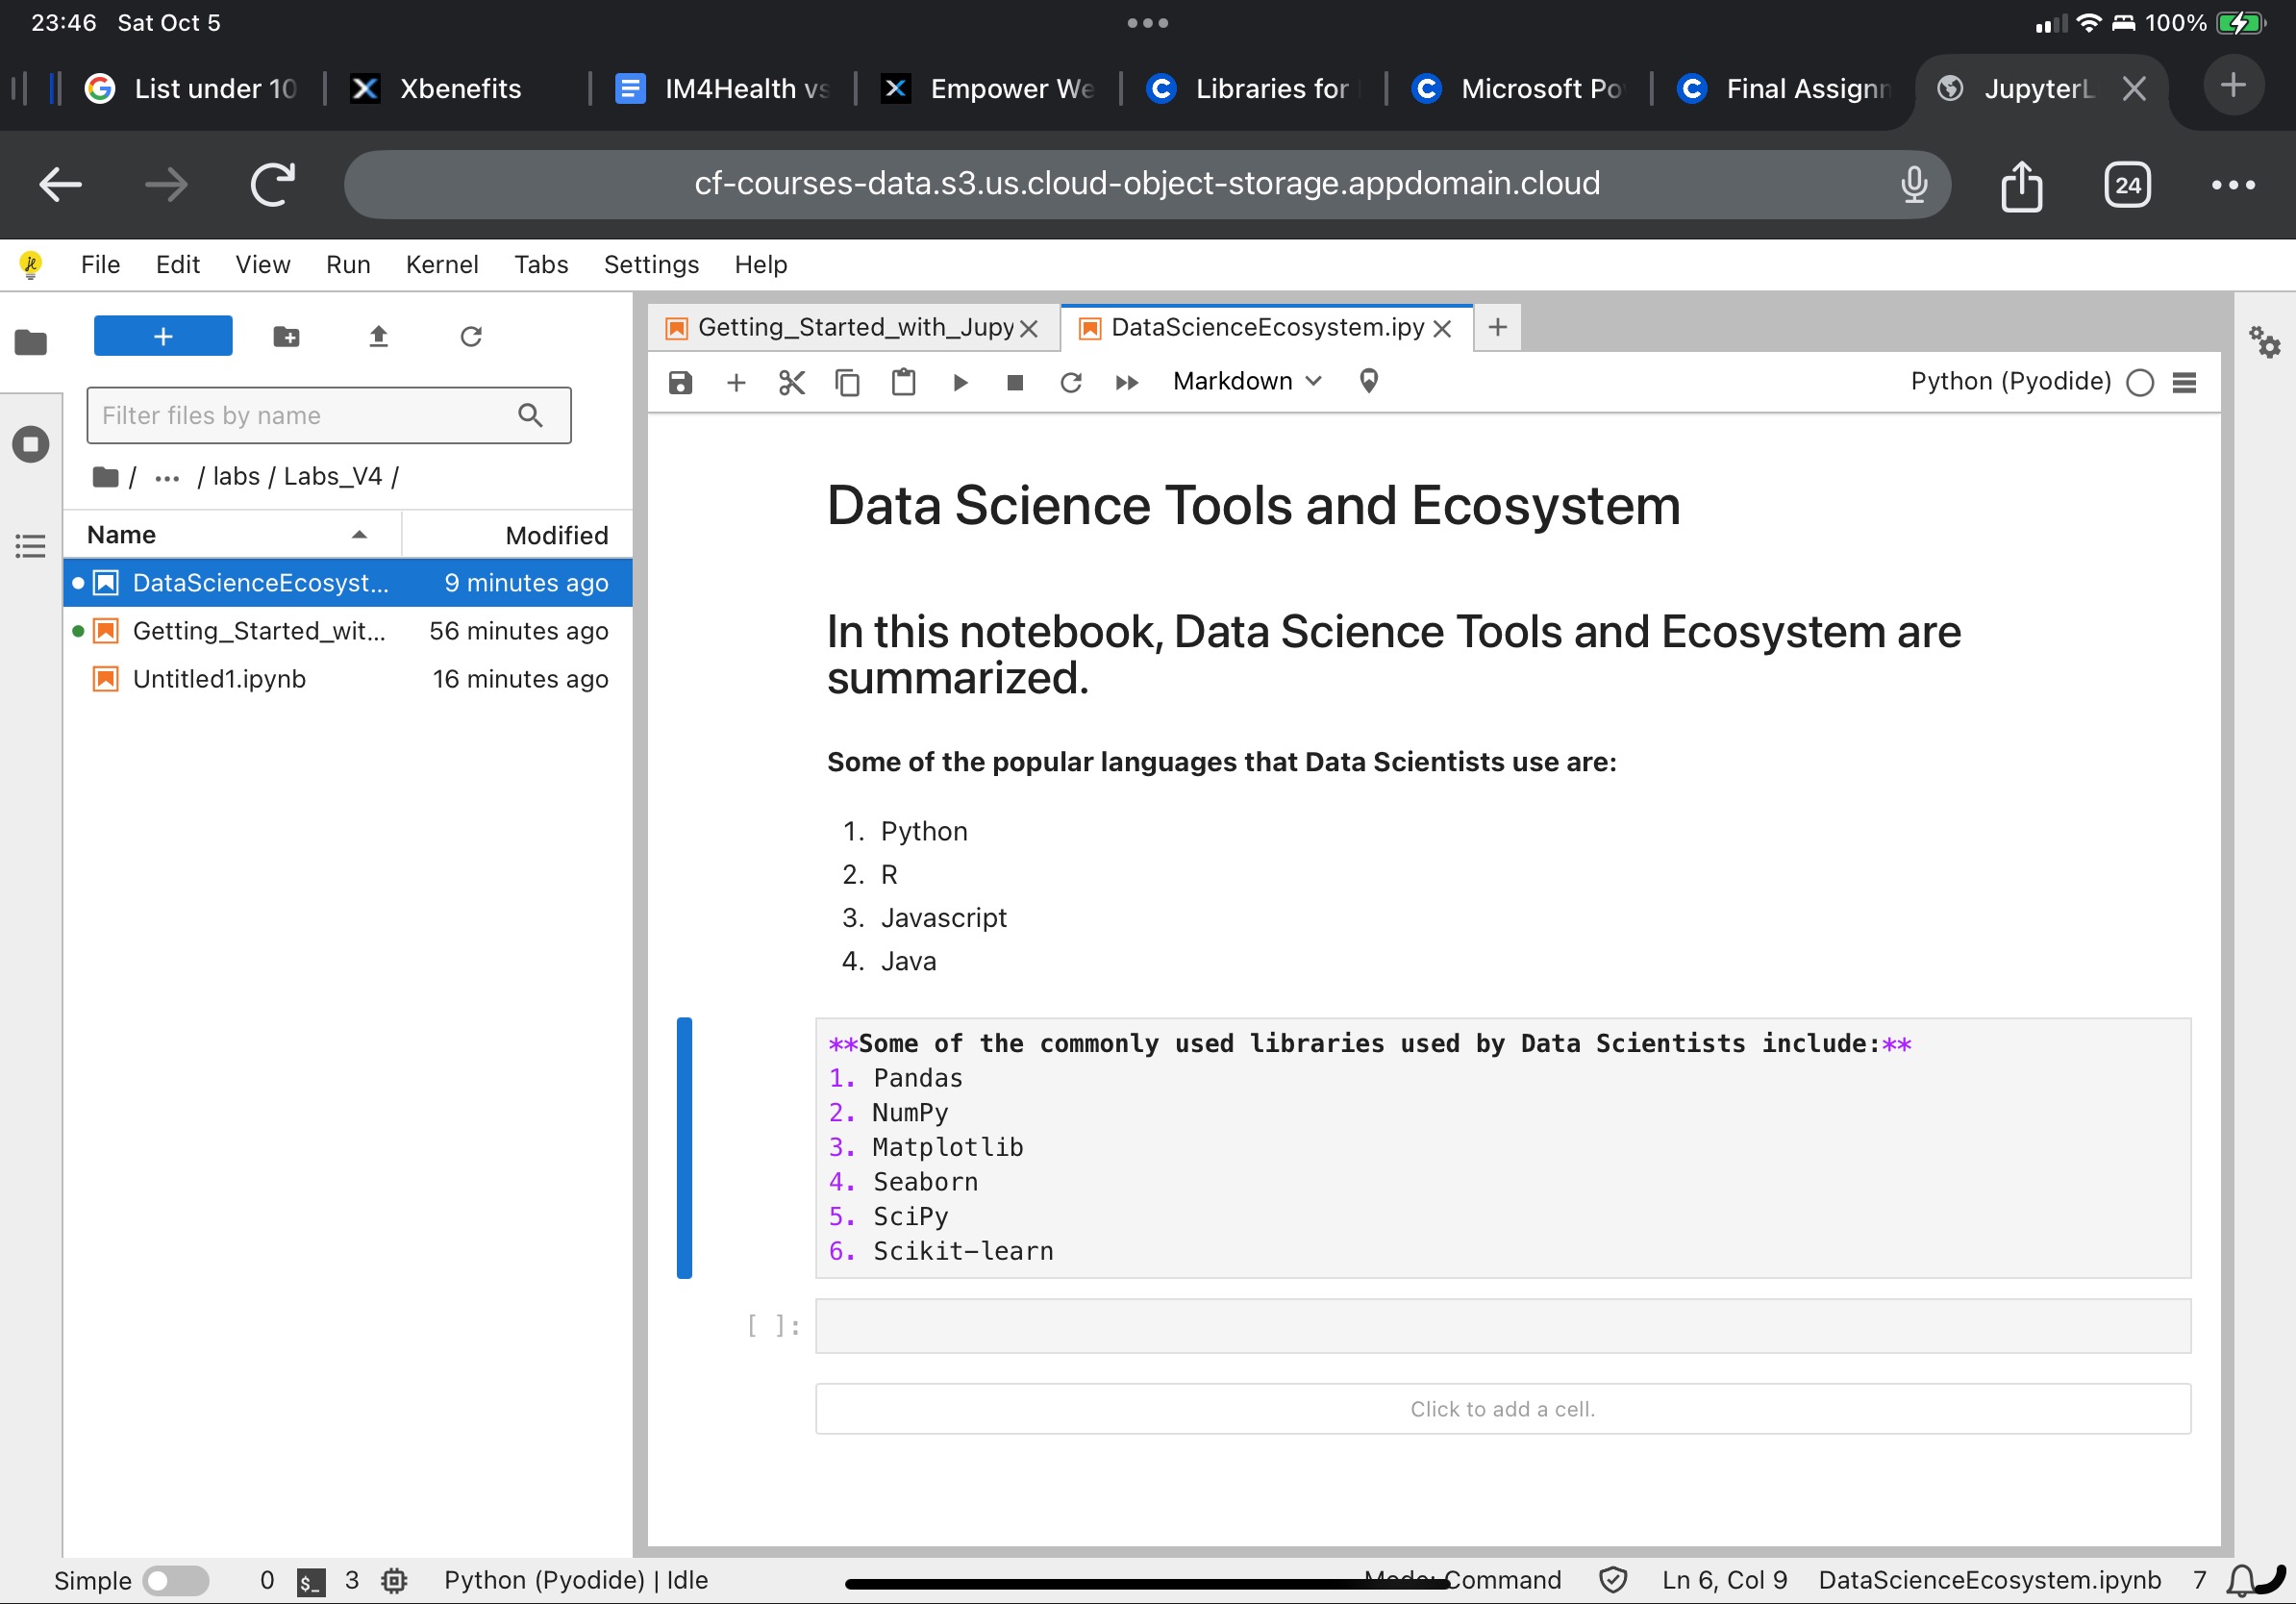 23:46 Sat Oct 5
100%
List under 10
Xbenefits
IM4Health vs
Empower We
Libraries for
Microsoft Po
Final Assignm
JupyterL
cf-courses-data.s3.us.cloud-object-storage.appdomain.cloud
24
File Edit View Run Kernel Tabs Settings Help
Getting_Started_with_Jupy
DataScienceEcosystem.ipy
Markdown
Python (Pyodide)
Filter files by name
/ ... / labs / Labs_V4 /
Name Modified
DataScienceEcosyst... 9 minutes ago
Getting_Started_wit... 56 minutes ago
Untitled1.ipynb 16 minutes ago
Data Science Tools and Ecosystem
In this notebook, Data Science Tools and Ecosystem are
summarized.
Some of the popular languages that Data Scientists use are:
1. Python
2. R
3. Javascript
4. Java
**Some of the commonly used libraries used by Data Scientists include:**
1. Pandas
2. NumPy
3. Matplotlib
4. Seaborn
5. SciPy
6. Scikit-learn
[ ]:
Click to add a cell.
Simple 0 $_ 3 Python (Pyodide) | Idle Mode: Command Ln 6, Col 9 DataScienceEcosystem.ipynb 7